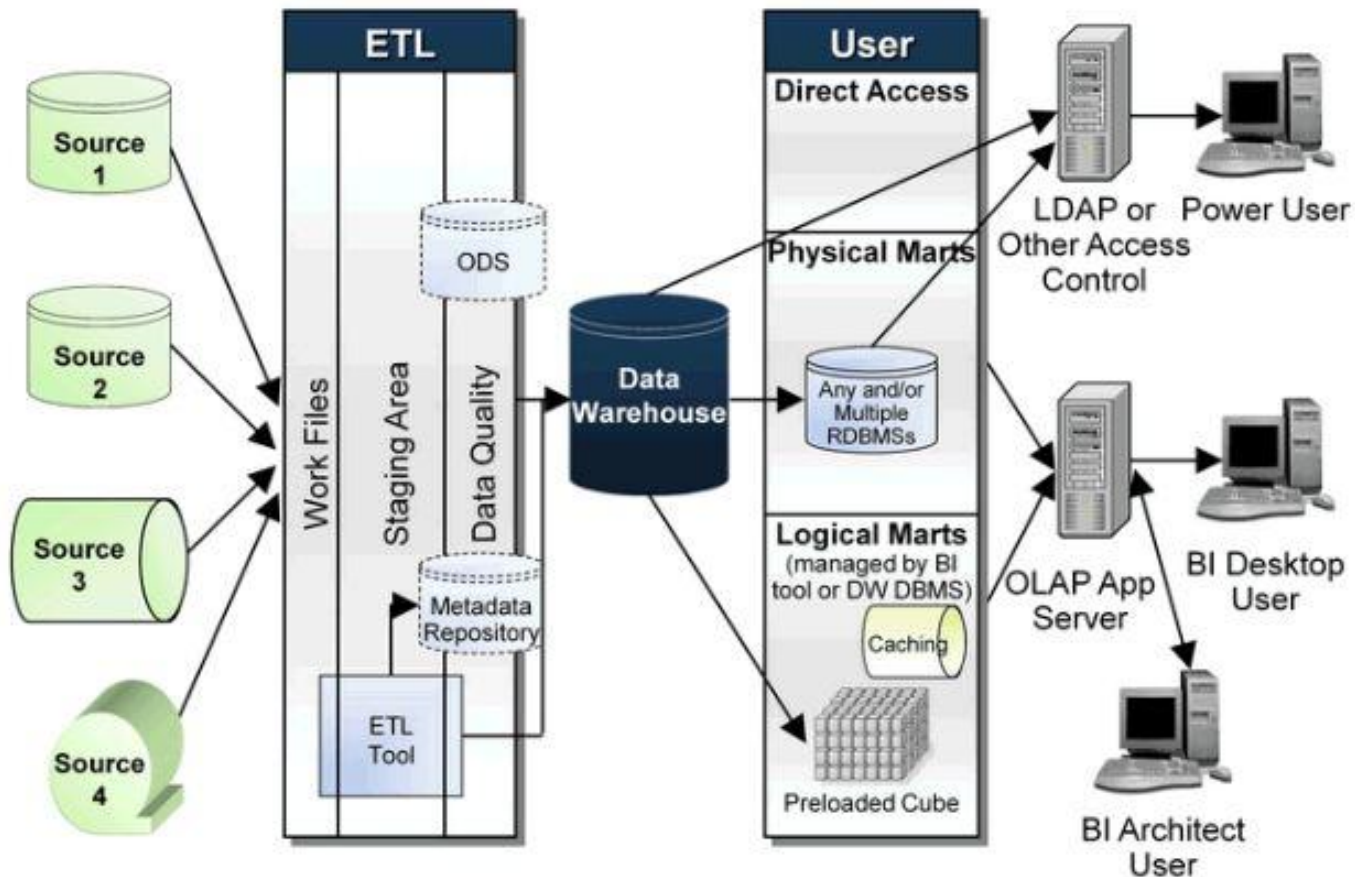 ETL
User
Source
1
Source
2
Source
3
Source
4
Work Files
Staging Area
Data Quality
ODS
Metadata
Repository
ETL
Tool
Data
Warehouse
Direct Access
Physical Marts
Any and/or
Multiple
RDBMSs
Logical Marts
(managed by BI
tool or DW DBMS)
Caching
Preloaded Cube
LDAP or
Other Access
Control
Power User
OLAP App
Server
BI Desktop
User
BI Architect
User